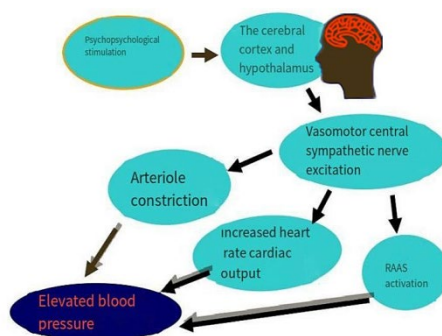 Psychopsychological
stimulation
The cerebral
cortex and
hypothalamus
Vasomotor central
sympathetic nerve
excitation
Arteriole
constriction
Increased heart
rate cardiac
output
RAAS
activation
Elevated blood
pressure